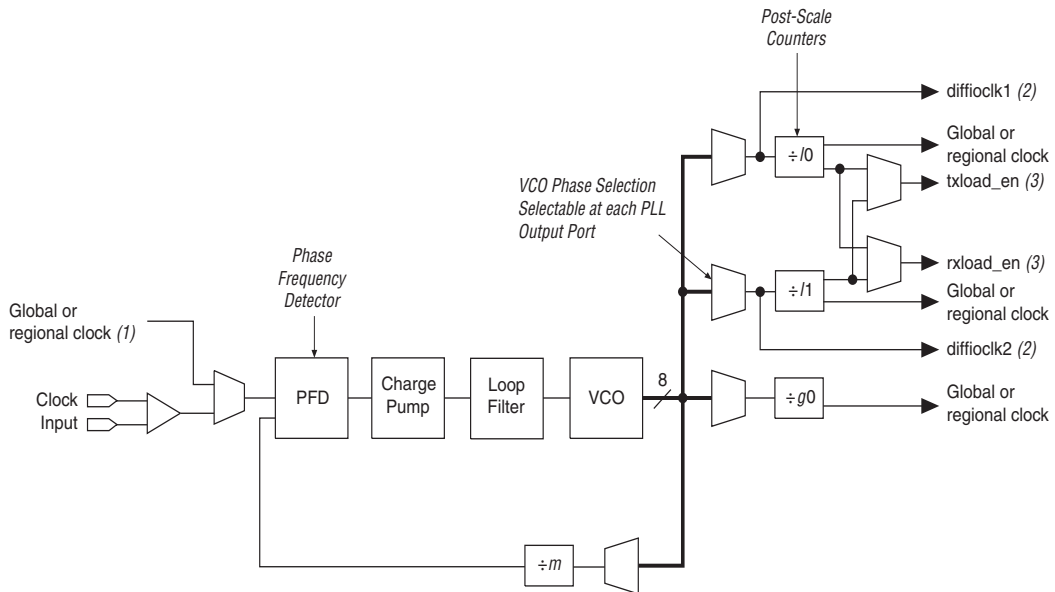 Post-Scale
Counters
diffioclk1 (2)
÷l0
Global or
regional clock
txload_en (3)
VCO Phase Selection
Selectable at each PLL
Output Port
rxload_en (3)
÷l1
Global or
regional clock
diffioclk2 (2)
Phase
Frequency
Detector
Global or
regional clock (1)
Clock
Input
PFD
Charge
Pump
Loop
Filter
VCO
8
÷g0
Global or
regional clock
÷m